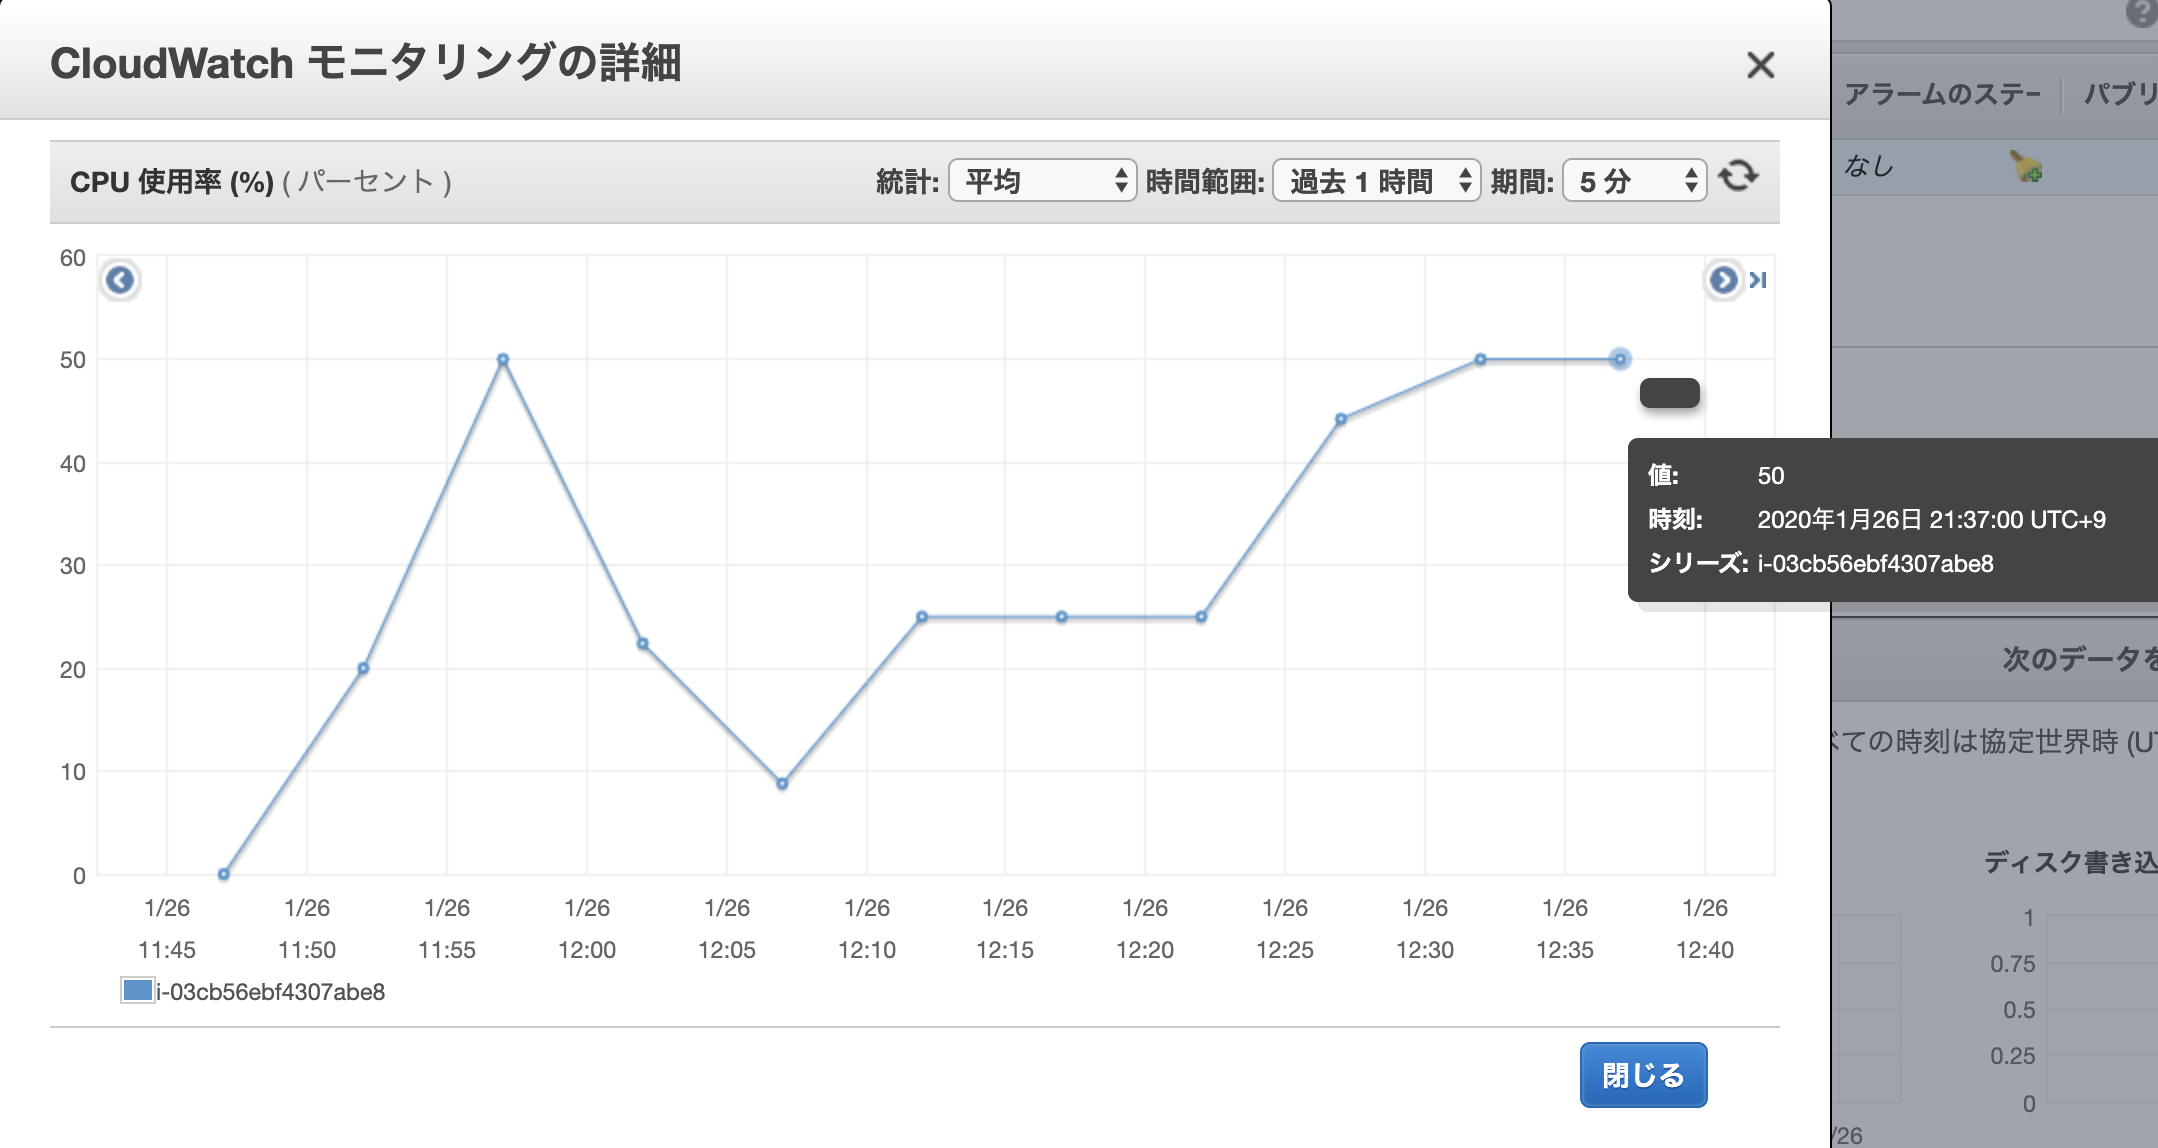 CloudWatch モニタリングの詳細
アラームのステー
パブリ
なし
CPU 使用率 (%) ( パーセント )
統計: 平均 時間範囲: 過去 1 時間 期間: 5 分
60
50
40
30
20
10
0
値: 50
時刻: 2020年1月26日 21:37:00 UTC+9
シリーズ: i-03cb56ebf4307abe8
1/26 1/26 1/26 1/26 1/26 1/26 1/26 1/26 1/26 1/26 1/26 1/26
11:45 11:50 11:55 12:00 12:05 12:10 12:15 12:20 12:25 12:30 12:35 12:40
i-03cb56ebf4307abe8
閉じる
次のデータを
べての時刻は協定世界時 (UT
ディスク書き込
1
0.75
0.5
0.25
0
/26